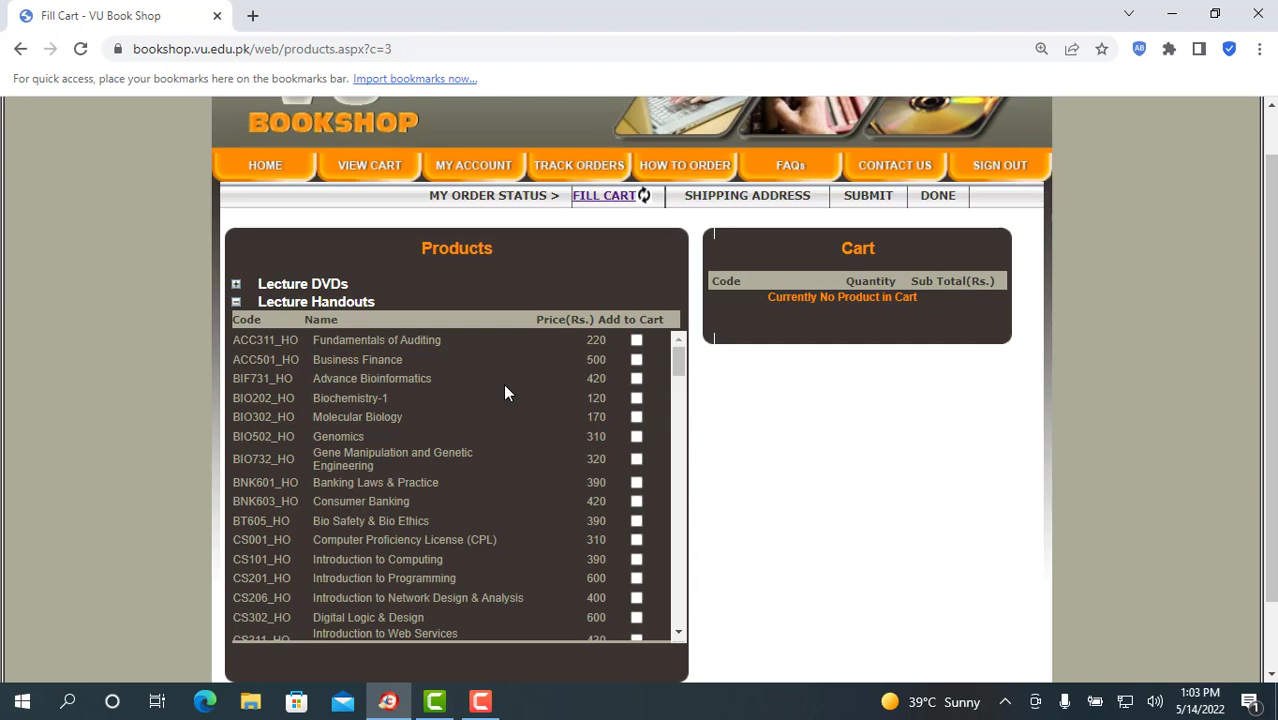 Fill Cart - VU Book Shop
bookshop.vu.edu.pk/web/products.aspx?c=3
AB
For quick access, place your bookmarks here on the bookmarks bar. Import bookmarks now...
BOOKSHOP
HOME VIEW CART MY ACCOUNT TRACK ORDERS HOW TO ORDER FAQs CONTACT US SIGN OUT
MY ORDER STATUS > FILL CART SHIPPING ADDRESS SUBMIT DONE
Products
Lecture DVDs
Lecture Handouts
Code Name Price(Rs.) Add to Cart
ACC311_HO Fundamentals of Auditing 220
ACC501_HO Business Finance 500
BIF731_HO Advance Bioinformatics 420
BIO202_HO Biochemistry-1 120
BIO302_HO Molecular Biology 170
BIO502_HO Genomics 310
BIO732_HO Gene Manipulation and Genetic Engineering 320
BNK601_HO Banking Laws & Practice 390
BNK603_HO Consumer Banking 420
BT605_HO Bio Safety & Bio Ethics 390
CS001_HO Computer Proficiency License (CPL) 310
CS101_HO Introduction to Computing 390
CS201_HO Introduction to Programming 600
CS206_HO Introduction to Network Design & Analysis 400
CS302_HO Digital Logic & Design 600
CS311_HO Introduction to Web Services 430
Cart
Code Quantity Sub Total(Rs.)
Currently No Product in Cart
39°C Sunny
1:03 PM
5/14/2022
1